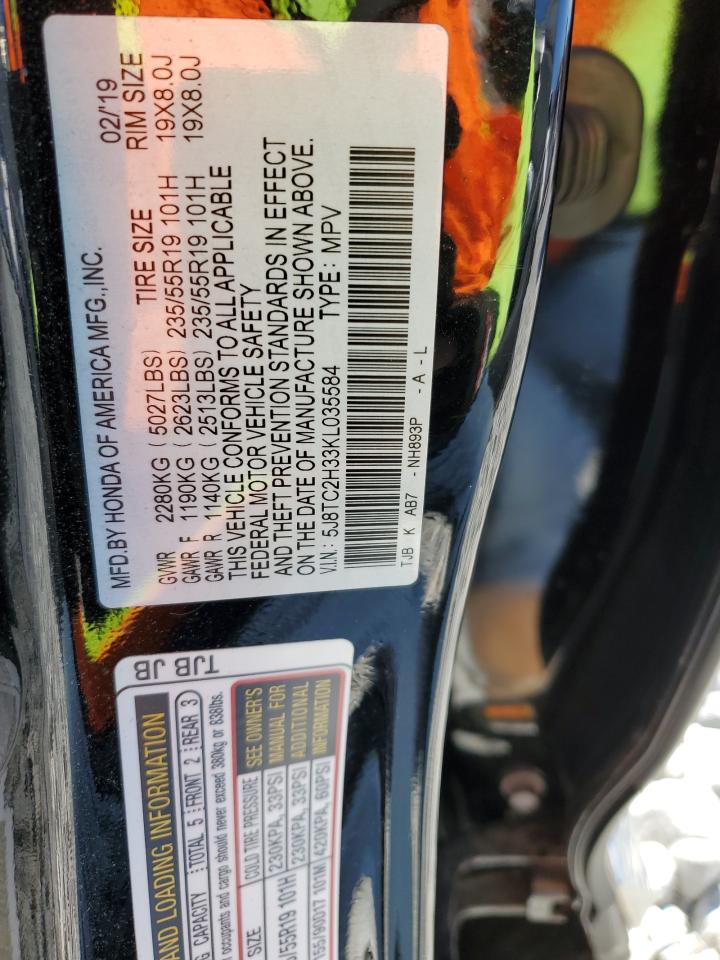 MFD.BY HONDA OF AMERICA MFG.,INC. 02/'19
TIRE SIZE RIM SIZE
GVWR 2280KG (5027LBS)
GAWR F 1190KG (2623LBS) 235/55R19 101H 19X8.0J
GAWR R 1140KG (2513LBS) 235/55R19 101H 19X8.0J
THIS VEHICLE CONFORMS TO ALL APPLICABLE
FEDERAL MOTOR VEHICLE SAFETY
AND THEFT PREVENTION STANDARDS IN EFFECT
ON THE DATE OF MANUFACTURE SHOWN ABOVE.
V.I.N.: 5J8TC2H33KL035584 TYPE: MPV
TJB K AB7 - NH893P - A - L
TJB JB
AND LOADING INFORMATION
CAPACITY TOTAL 5 FRONT 2 REAR 3
occupants and cargo should never exceed 380kg or 838lbs.
SIZE COLD TIRE PRESSURE SEE OWNER'S
/55R19 101H 230KPA, 33PSI MANUAL FOR
230KPA, 33PSI ADDITIONAL
420KPA, 60PSI INFORMATION